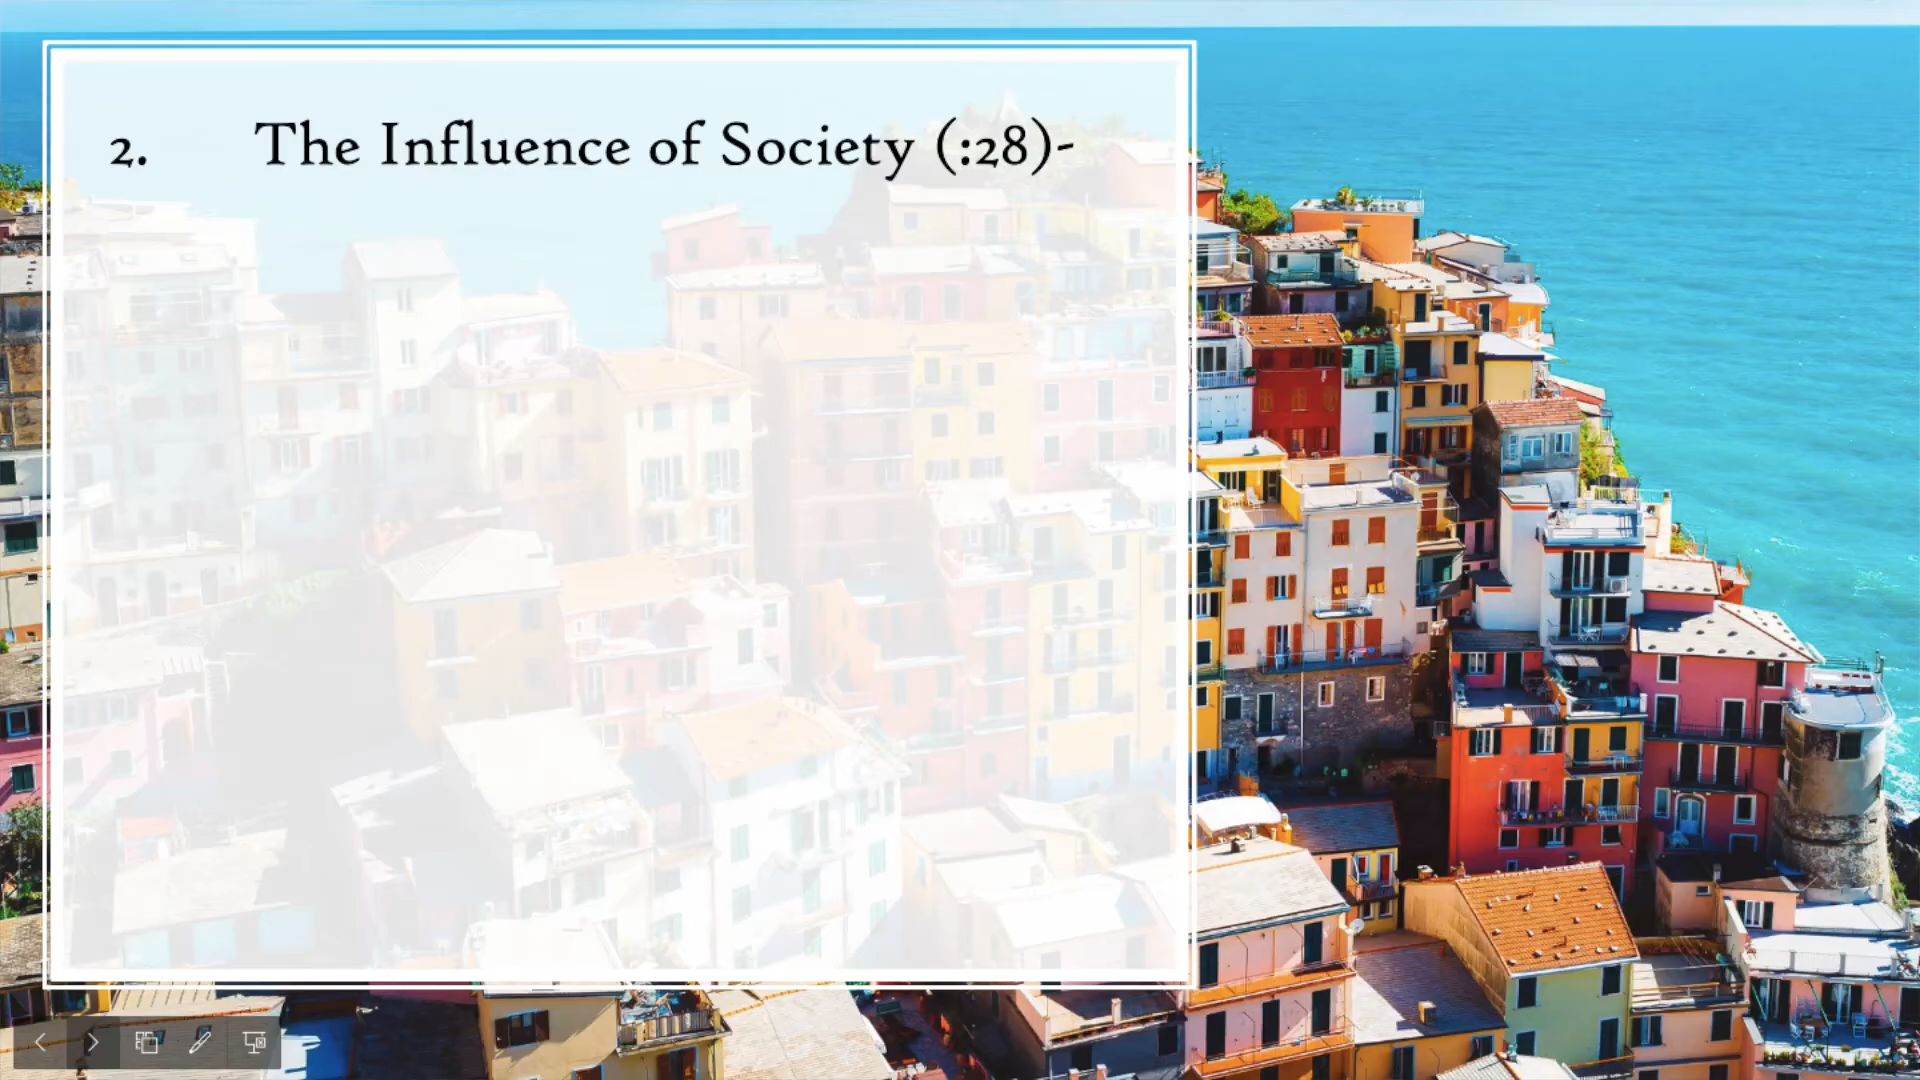 2. The Influence of Society (:28)-